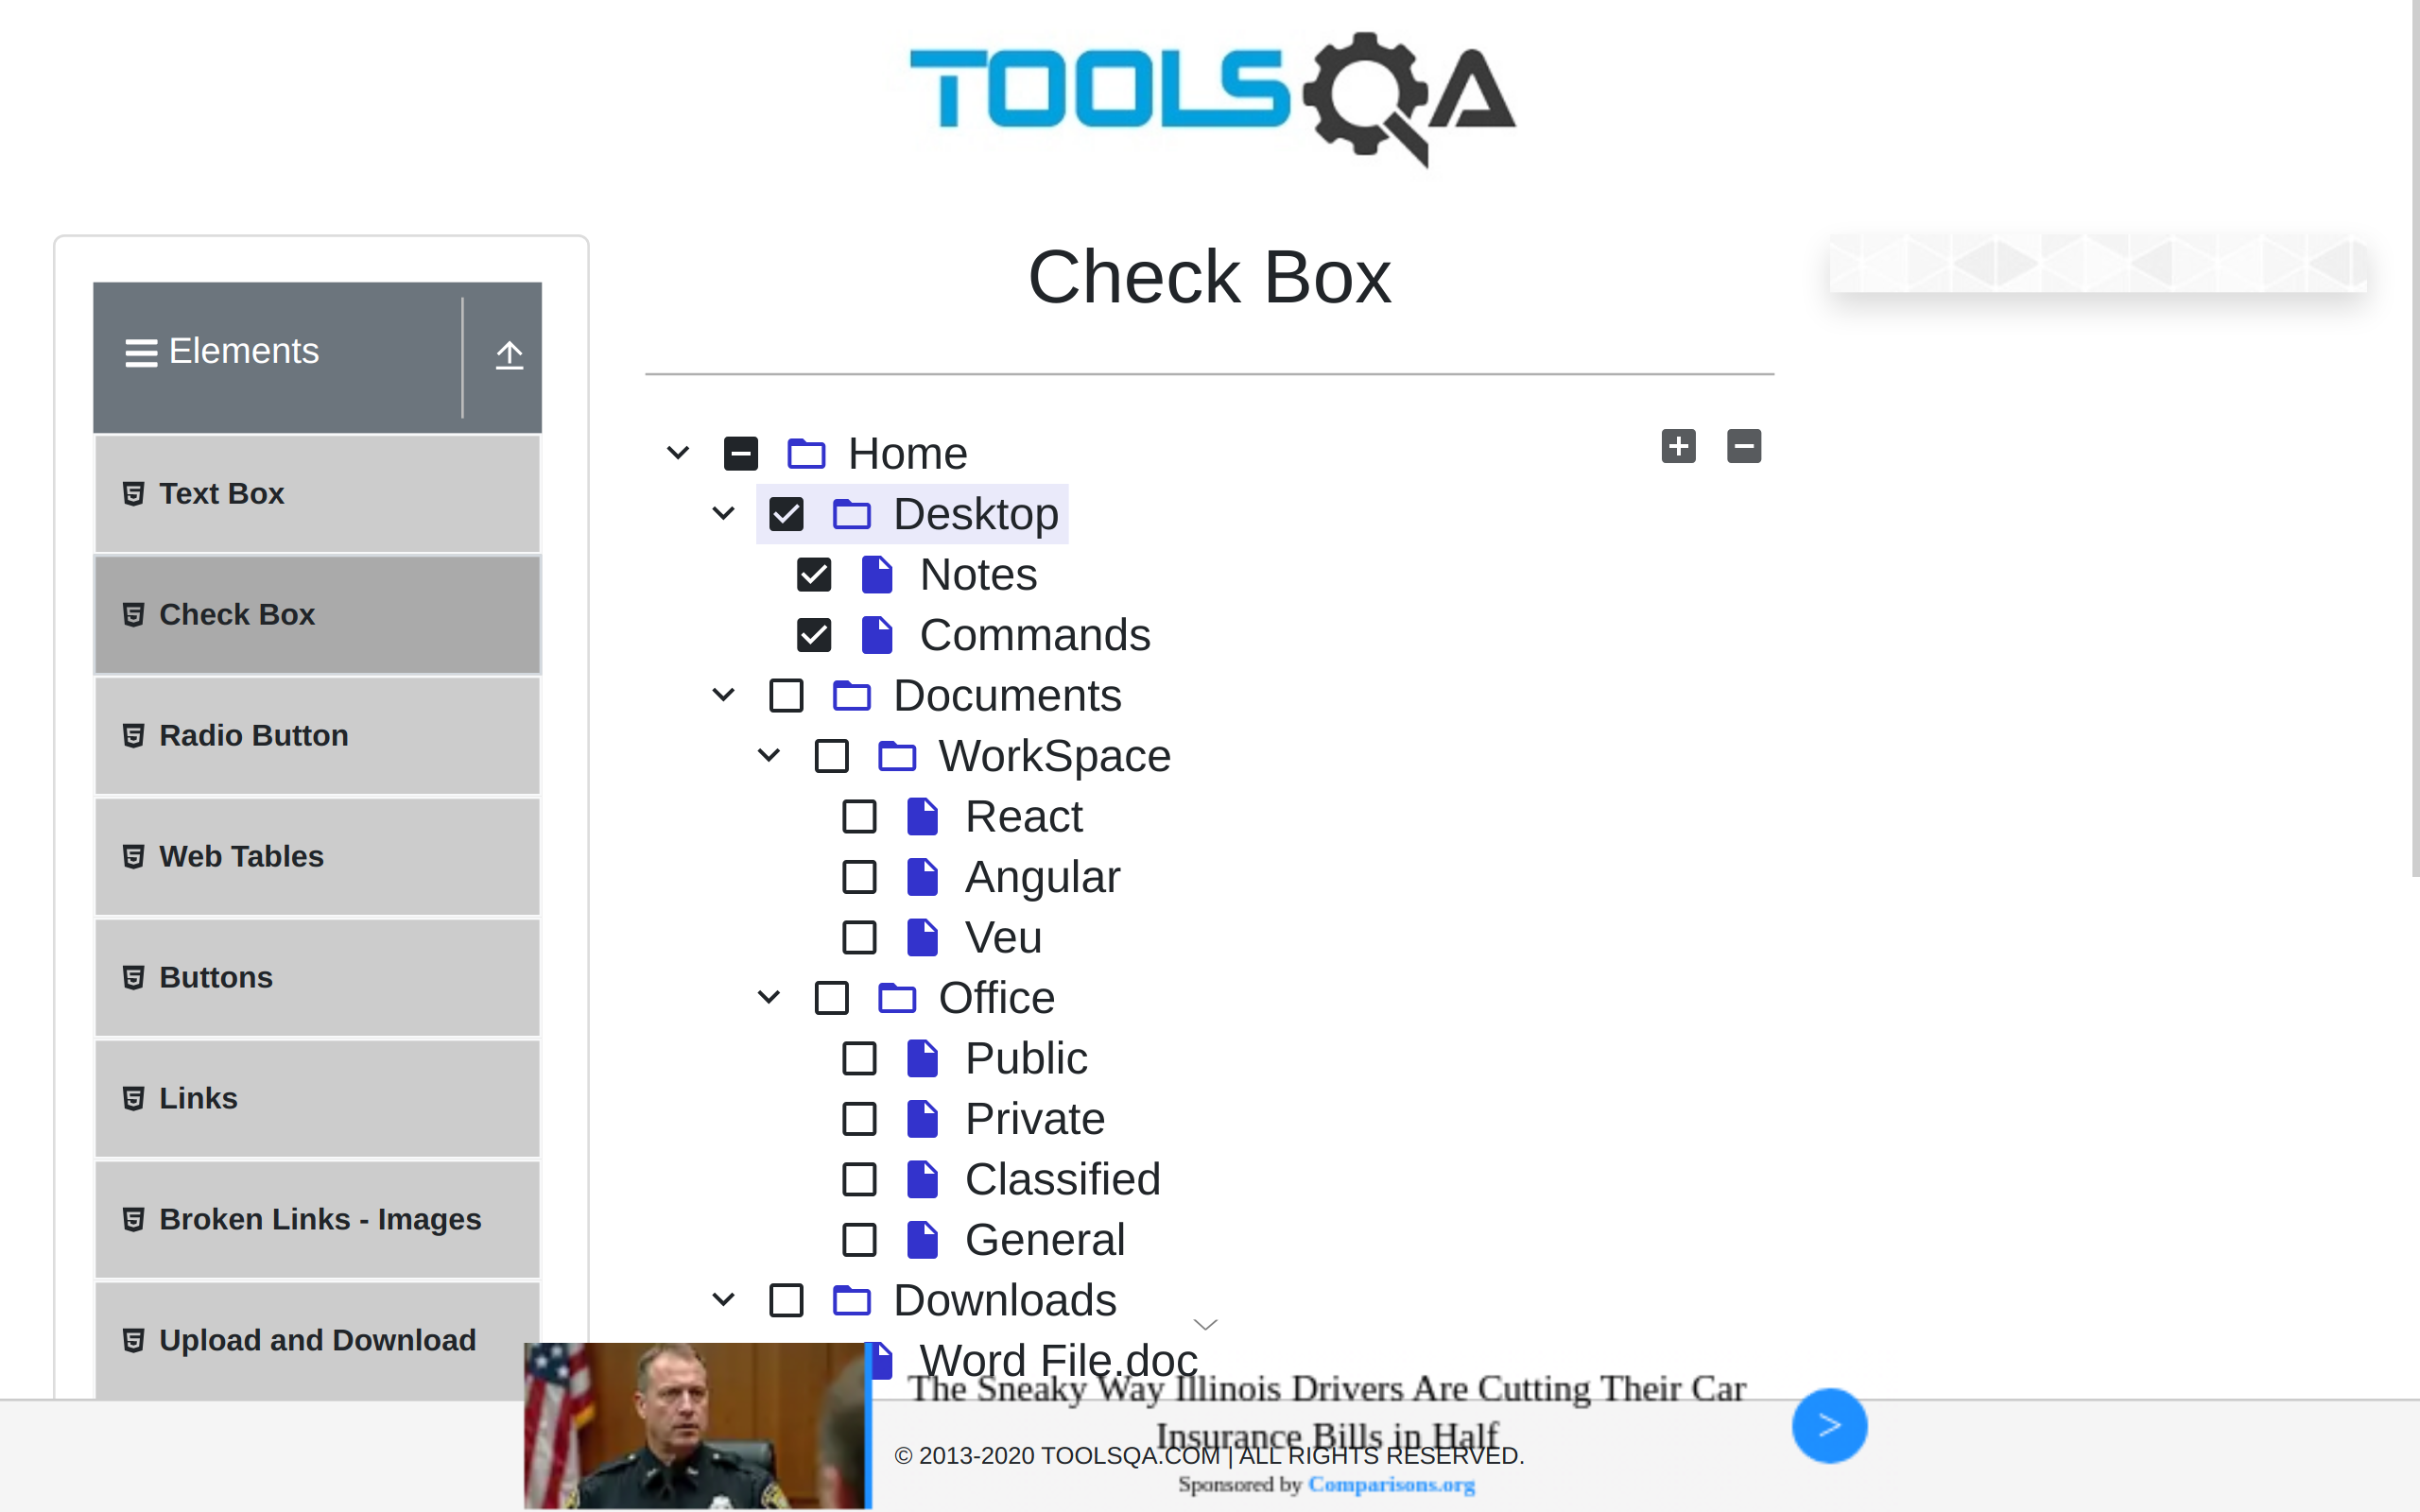 TOOLSQA
Check Box
Elements
Text Box
Check Box
Radio Button
Web Tables
Buttons
Links
Broken Links - Images
Upload and Download
Home
Desktop
Notes
Commands
Documents
WorkSpace
React
Angular
Veu
Office
Public
Private
Classified
General
Downloads
Word File.doc
The Sneaky Way Illinois Drivers Are Cutting Their Car
Insurance Bills in Half
© 2013-2020 TOOLSQA.COM | ALL RIGHTS RESERVED.
Sponsored by Comparisons.org